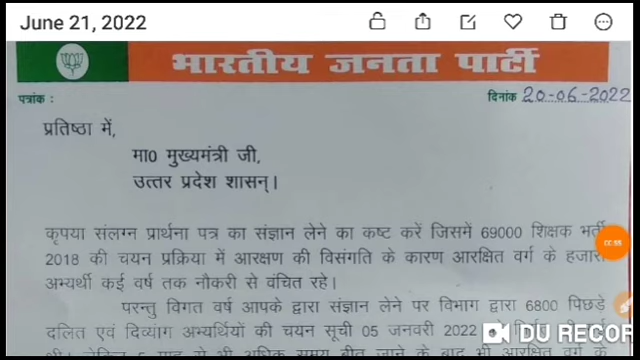 June 21, 2022
भारतीय जनता पार्टी
पत्रांक :
दिनांक 20-06-2022
प्रतिष्ठा में,
मा0 मुख्यमंत्री जी,
उत्तर प्रदेश शासन्।
कृपया संलग्न प्रार्थना पत्र का संज्ञान लेने का कष्ट करें जिसमें 69000 शिक्षक भर्ती
2018 की चयन प्रक्रिया में आरक्षण की विसंगति के कारण आरक्षित वर्ग के हजारों
अभ्यर्थी कई वर्ष तक नौकरी से वंचित रहे।
परन्तु विगत वर्ष आपके द्वारा संज्ञान लेने पर विभाग द्वारा 6800 पिछड़े
दलित एवं दिव्यांग अभ्यर्थियों की चयन सूची 05 जनवरी 2022
DU RECOR